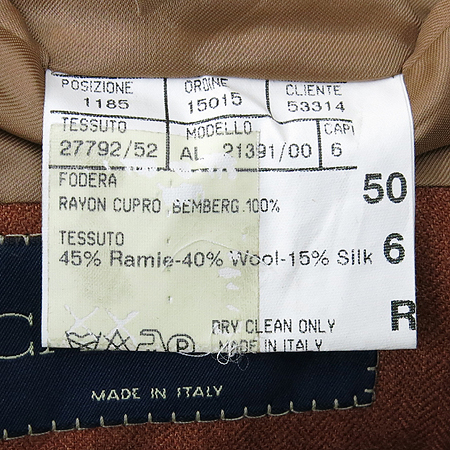 POSIZIONE ORDINE CLIENTE
1185 15015 53314
TESSUTO MODELLO CAPI
27792/52 AL 21391/00 6
FODERA
RAYON CUPRO BEMBERG 100%
50
TESSUTO
45% Ramie-40% Wool-15% Silk
6
R
DRY CLEAN ONLY
MADE IN ITALY
P
MADE IN ITALY